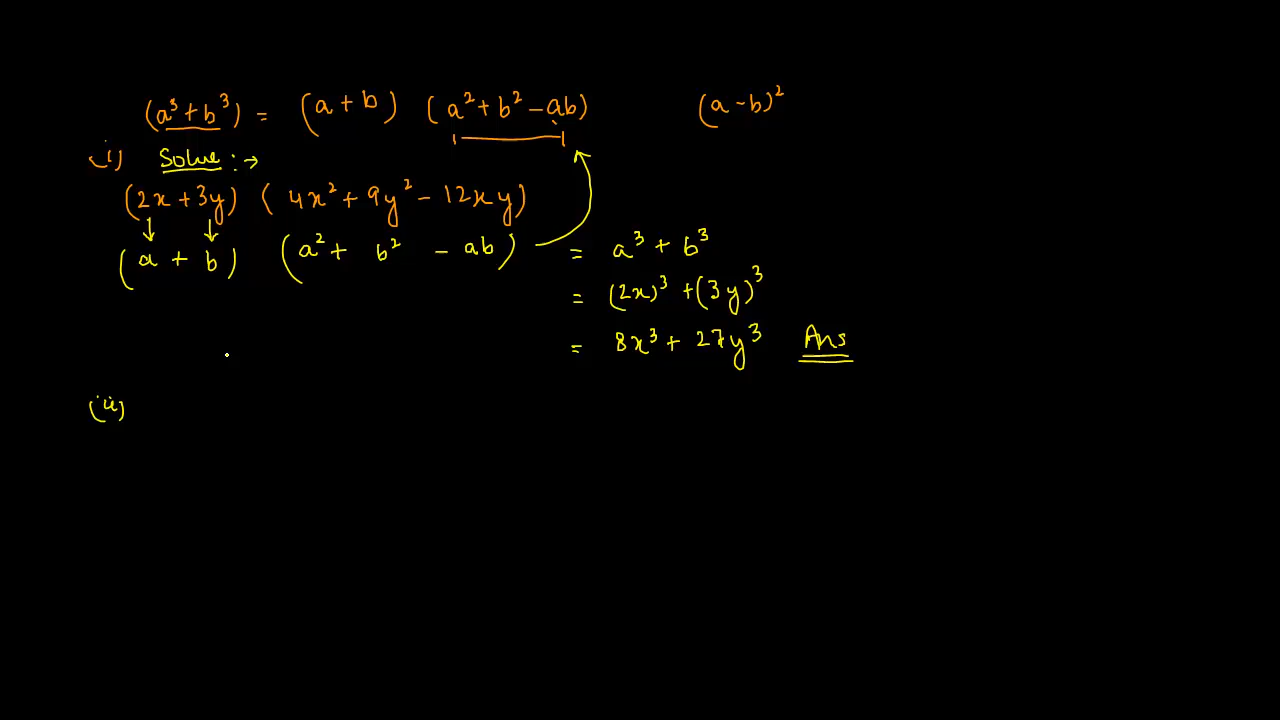 (a³ + b³) = (a + b) (a² + b² - ab) (a - b)²
(i) Solve :→
(2x + 3y) (4x² + 9y² - 12xy)
(a + b) (a² + b² - ab) = a³ + b³
= (2x)³ + (3y)³
= 8x³ + 27y³ Ans
(ii)